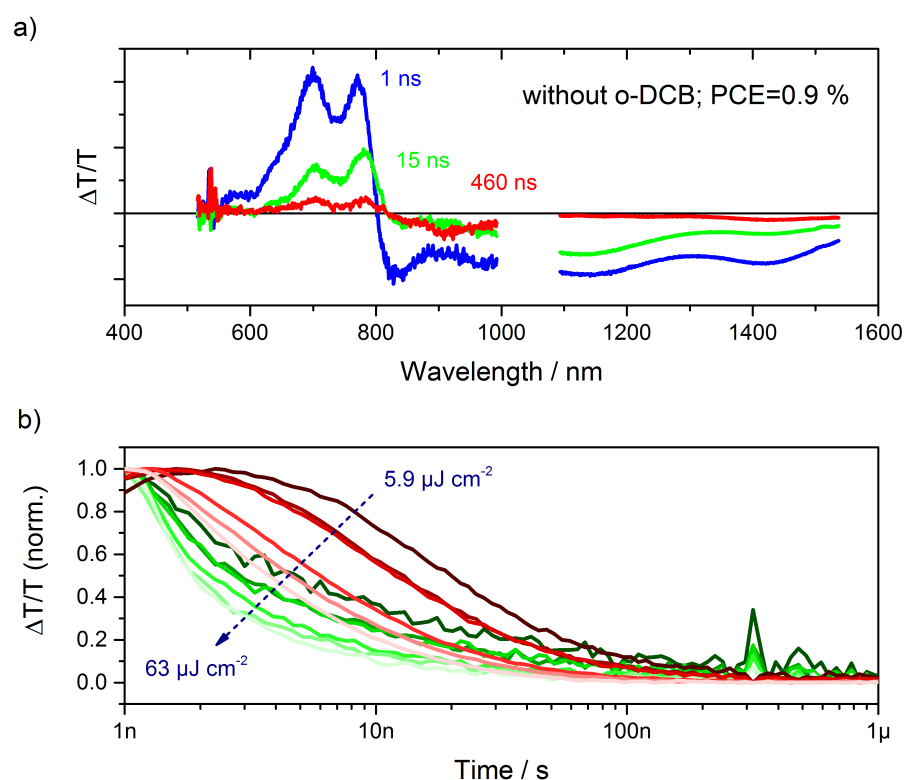 a)
1 ns
without o-DCB; PCE=0.9 %
15 ns
460 ns
ΔT/T
400 600 800 1000 1200 1400 1600
Wavelength / nm
b)
1.0
5.9 µJ cm⁻²
0.8
0.6
0.4
0.2
63 µJ cm⁻²
0.0
ΔT/T (norm.)
1n 10n 100n 1µ
Time / s